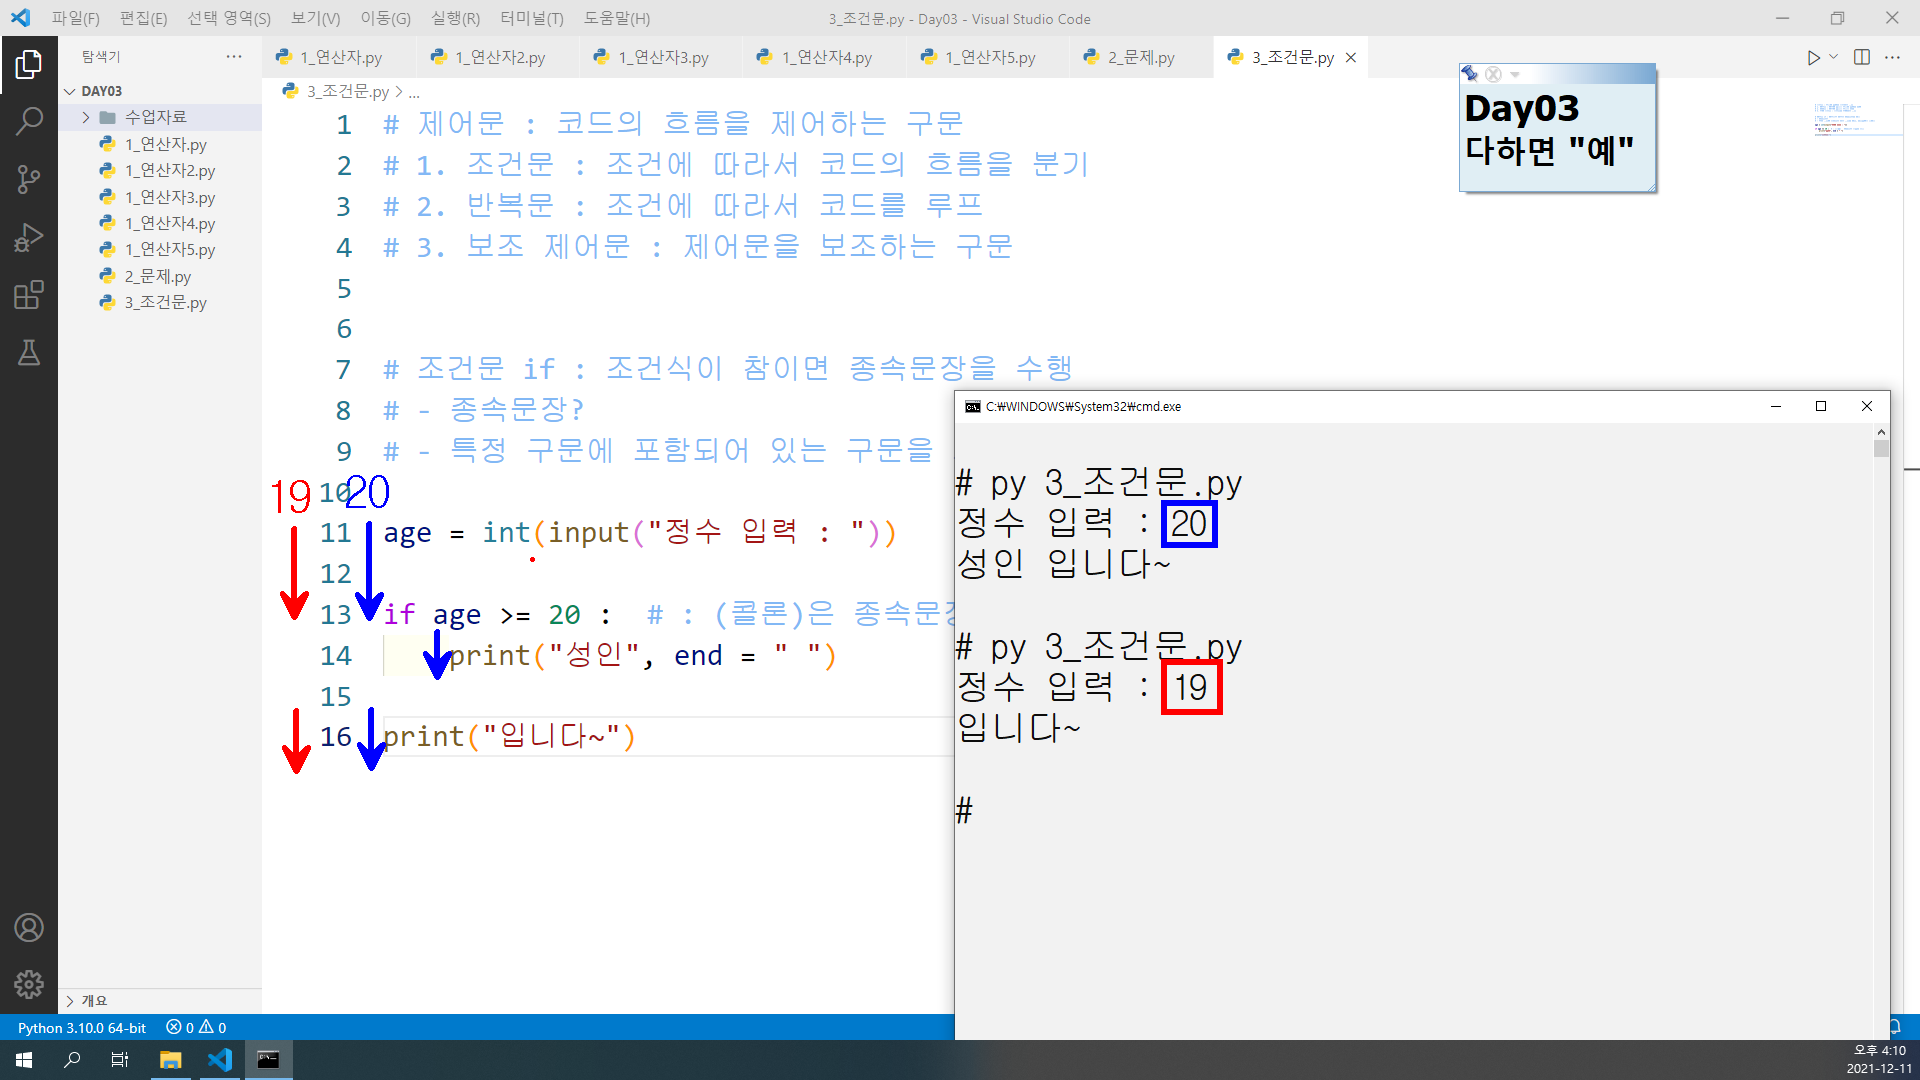 파일(F) 편집(E) 선택 영역(S) 보기(V) 이동(G) 실행(R) 터미널(T) 도움말(H) 3_조건문.py - Day03 - Visual Studio Code
탐색기 ...
1_연산자.py 1_연산자2.py 1_연산자3.py 1_연산자4.py 1_연산자5.py 2_문제.py 3_조건문.py
DAY03
수업자료
1_연산자.py
1_연산자2.py
1_연산자3.py
1_연산자4.py
1_연산자5.py
2_문제.py
3_조건문.py
개요
3_조건문.py > ...
1 # 제어문 : 코드의 흐름을 제어하는 구문
2 # 1. 조건문 : 조건에 따라서 코드의 흐름을 분기
3 # 2. 반복문 : 조건에 따라서 코드를 루프
4 # 3. 보조 제어문 : 제어문을 보조하는 구문
5
6
7 # 조건문 if : 조건식이 참이면 종속문장을 수행
8 # - 종속문장?
9 # - 특정 구문에 포함되어 있는 구문을
19 20
10
11 age = int(input("정수 입력 : "))
12
13 if age >= 20 : # : (콜론)은 종속문장
14 print("성인", end = " ")
15
16 print("입니다~")
Day03
다하면 "예"
C:₩WINDOWS₩System32₩cmd.exe
# py 3_조건문.py
정수 입력 : 20
성인 입니다~
# py 3_조건문.py
정수 입력 : 19
입니다~
#
Python 3.10.0 64-bit 0 0
오후 4:10
2021-12-11